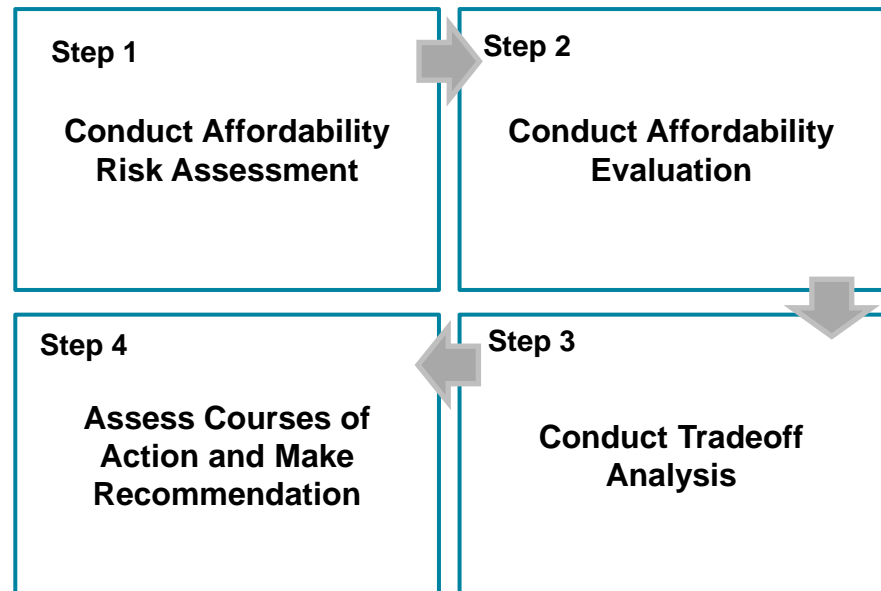 Step 1
Conduct Affordability
Risk Assessment
Step 2
Conduct Affordability
Evaluation
Step 3
Conduct Tradeoff
Analysis
Step 4
Assess Courses of
Action and Make
Recommendation